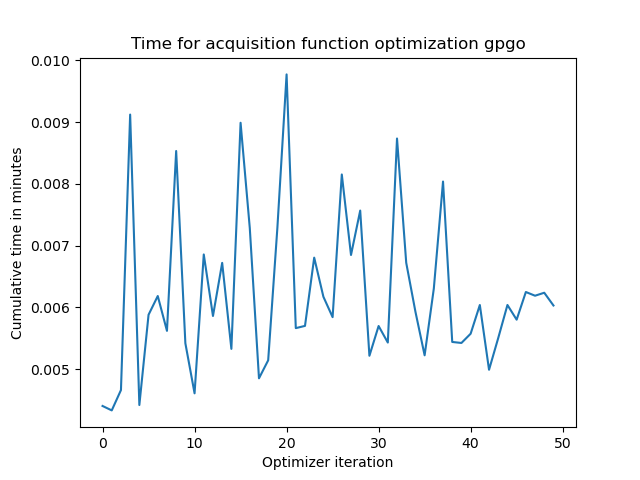 Time for acquisition function optimization gpgo
0.010
0.009
0.008
0.007
0.006
0.005
Cumulative time in minutes
0 10 20 30 40 50
Optimizer iteration